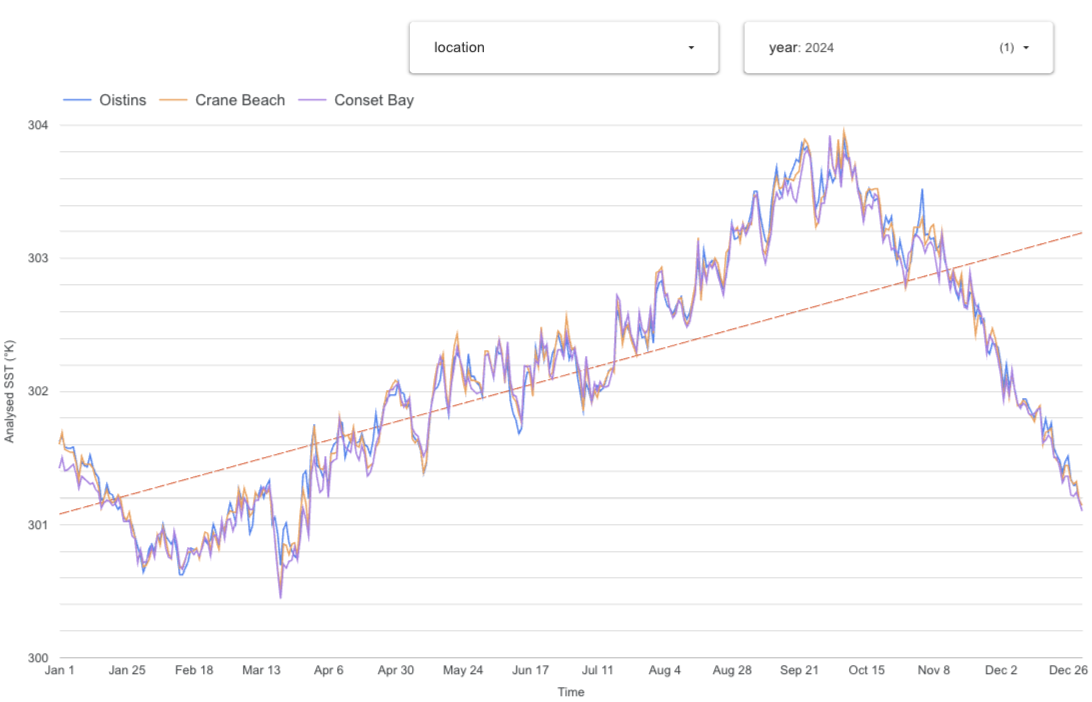 location
year: 2024 (1)
Oistins Crane Beach Conset Bay
304
303
302
301
300
Analysed SST (°K)
Jan 1 Jan 25 Feb 18 Mar 13 Apr 6 Apr 30 May 24 Jun 17 Jul 11 Aug 4 Aug 28 Sep 21 Oct 15 Nov 8 Dec 2 Dec 26
Time